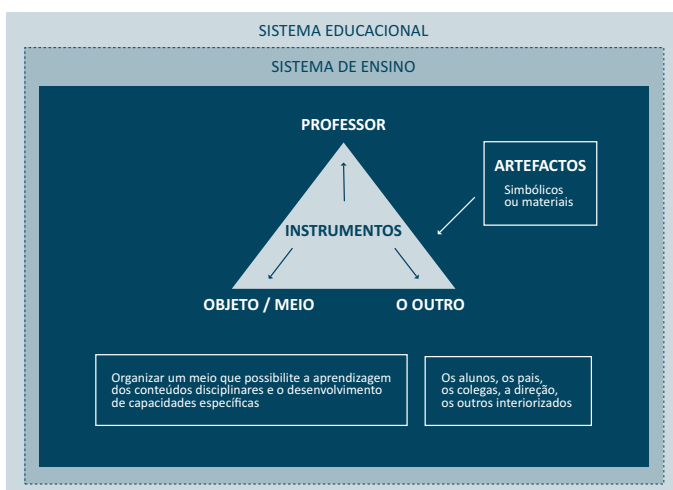 SISTEMA EDUCACIONAL
SISTEMA DE ENSINO
PROFESSOR
ARTEFACTOS
Simbólicos
ou materiais
INSTRUMENTOS
OBJETO / MEIO
O OUTRO
Organizar um meio que possibilite a aprendizagem
dos conteúdos disciplinares e o desenvolvimento
de capacidades específicas
Os alunos, os pais,
os colegas, a direção,
os outros interiorizados